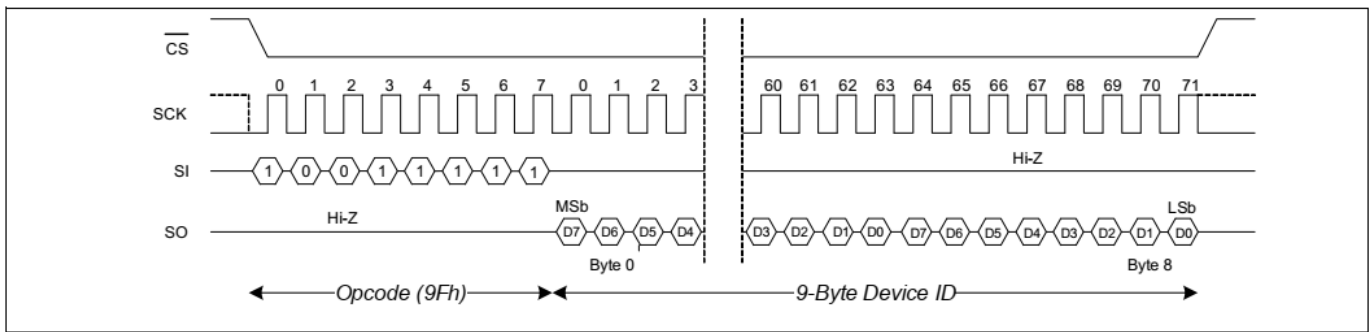 CS
0 1 2 3 4 5 6 7 0 1 2 3 60 61 62 63 64 65 66 67 68 69 70 71
SCK
Hi-Z
SI 1 0 0 1 1 1 1 1
MSb LSb
Hi-Z
SO D7 D6 D5 D4 D3 D2 D1 D0 D7 D6 D5 D4 D3 D2 D1 D0
Byte 0 Byte 8
Opcode (9Fh) 9-Byte Device ID